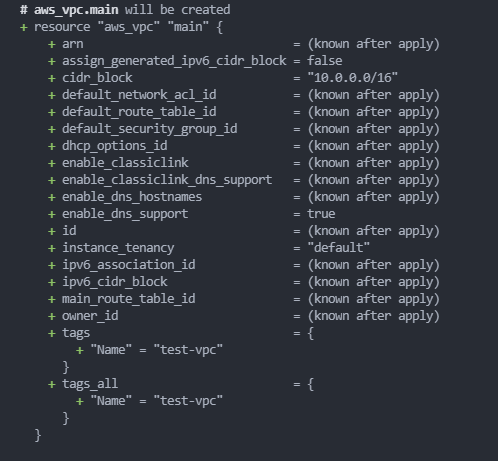 # aws_vpc.main will be created
+ resource "aws_vpc" "main" {
+ arn = (known after apply)
+ assign_generated_ipv6_cidr_block = false
+ cidr_block = "10.0.0.0/16"
+ default_network_acl_id = (known after apply)
+ default_route_table_id = (known after apply)
+ default_security_group_id = (known after apply)
+ dhcp_options_id = (known after apply)
+ enable_classiclink = (known after apply)
+ enable_classiclink_dns_support = (known after apply)
+ enable_dns_hostnames = (known after apply)
+ enable_dns_support = true
+ id = (known after apply)
+ instance_tenancy = "default"
+ ipv6_association_id = (known after apply)
+ ipv6_cidr_block = (known after apply)
+ main_route_table_id = (known after apply)
+ owner_id = (known after apply)
+ tags = {
+ "Name" = "test-vpc"
}
+ tags_all = {
+ "Name" = "test-vpc"
}
}